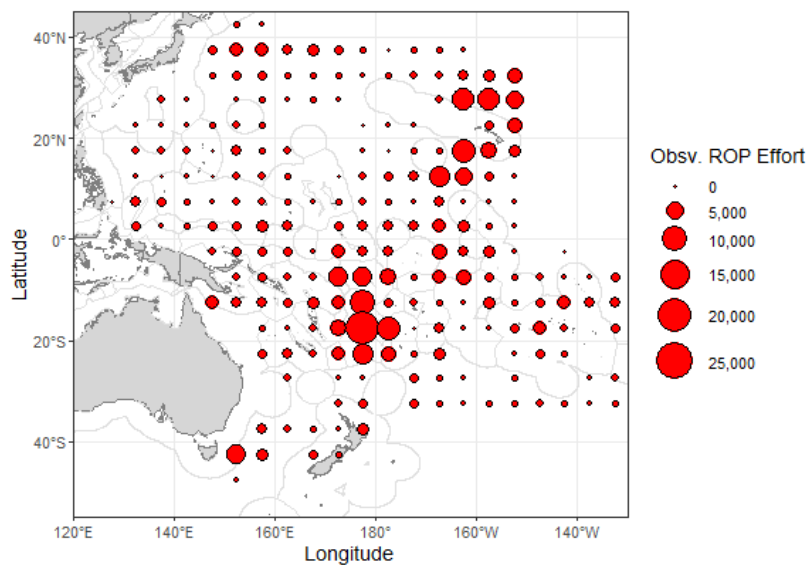 40°N
20°N
0°
20°S
40°S
Latitude
120°E 140°E 160°E 180° 160°W 140°W
Longitude
Obsv. ROP Effort
0
5,000
10,000
15,000
20,000
25,000